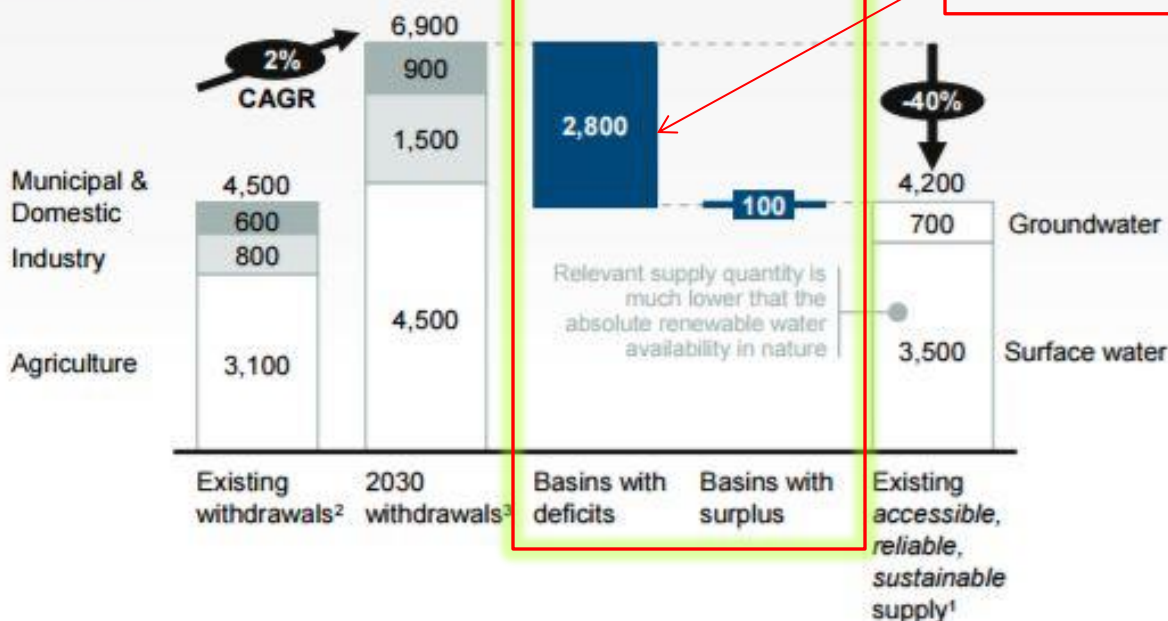 6,900
2%
CAGR
900
1,500
4,500
2,800
100
-40%
4,200
700
3,500
Groundwater
Surface water
Municipal &
Domestic
Industry
Agriculture
4,500
600
800
3,100
Relevant supply quantity is
much lower that the
absolute renewable water
availability in nature
Existing
withdrawals²
2030
withdrawals³
Basins with
deficits
Basins with
surplus
Existing
accessible,
reliable,
sustainable
supply¹